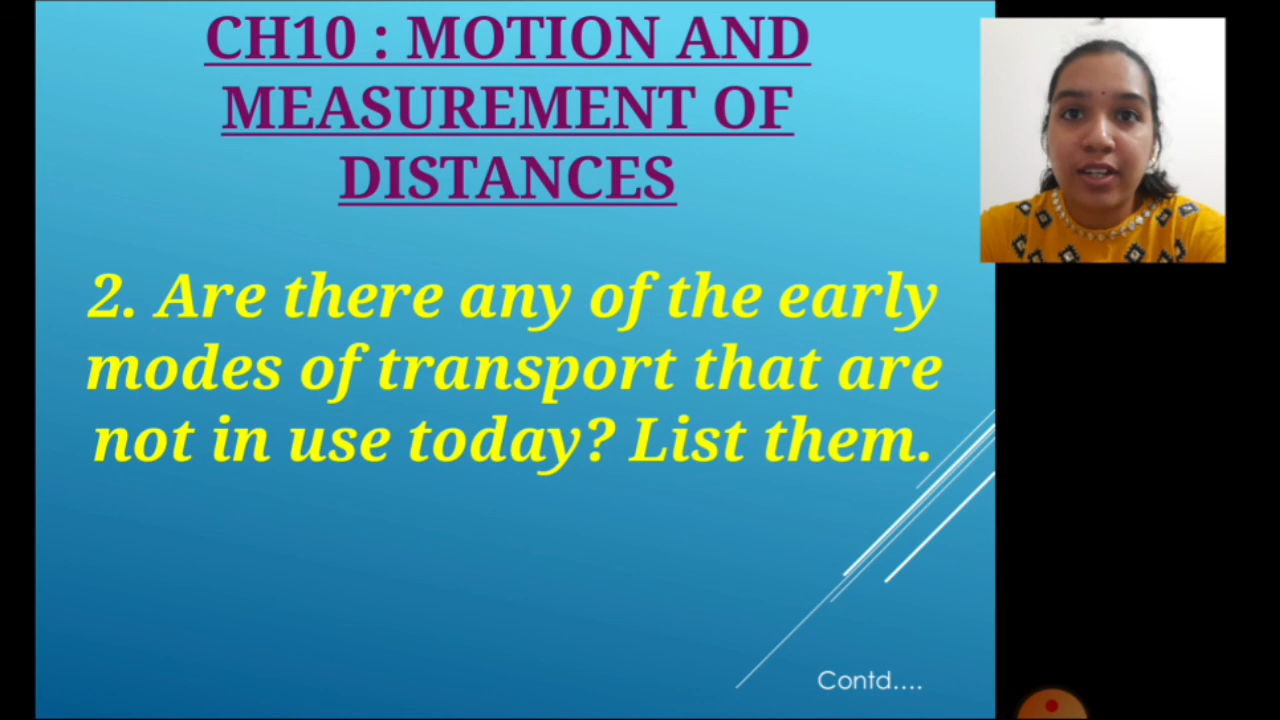 CH10 : MOTION AND
MEASUREMENT OF
DISTANCES
2. Are there any of the early
modes of transport that are
not in use today? List them.
Contd....